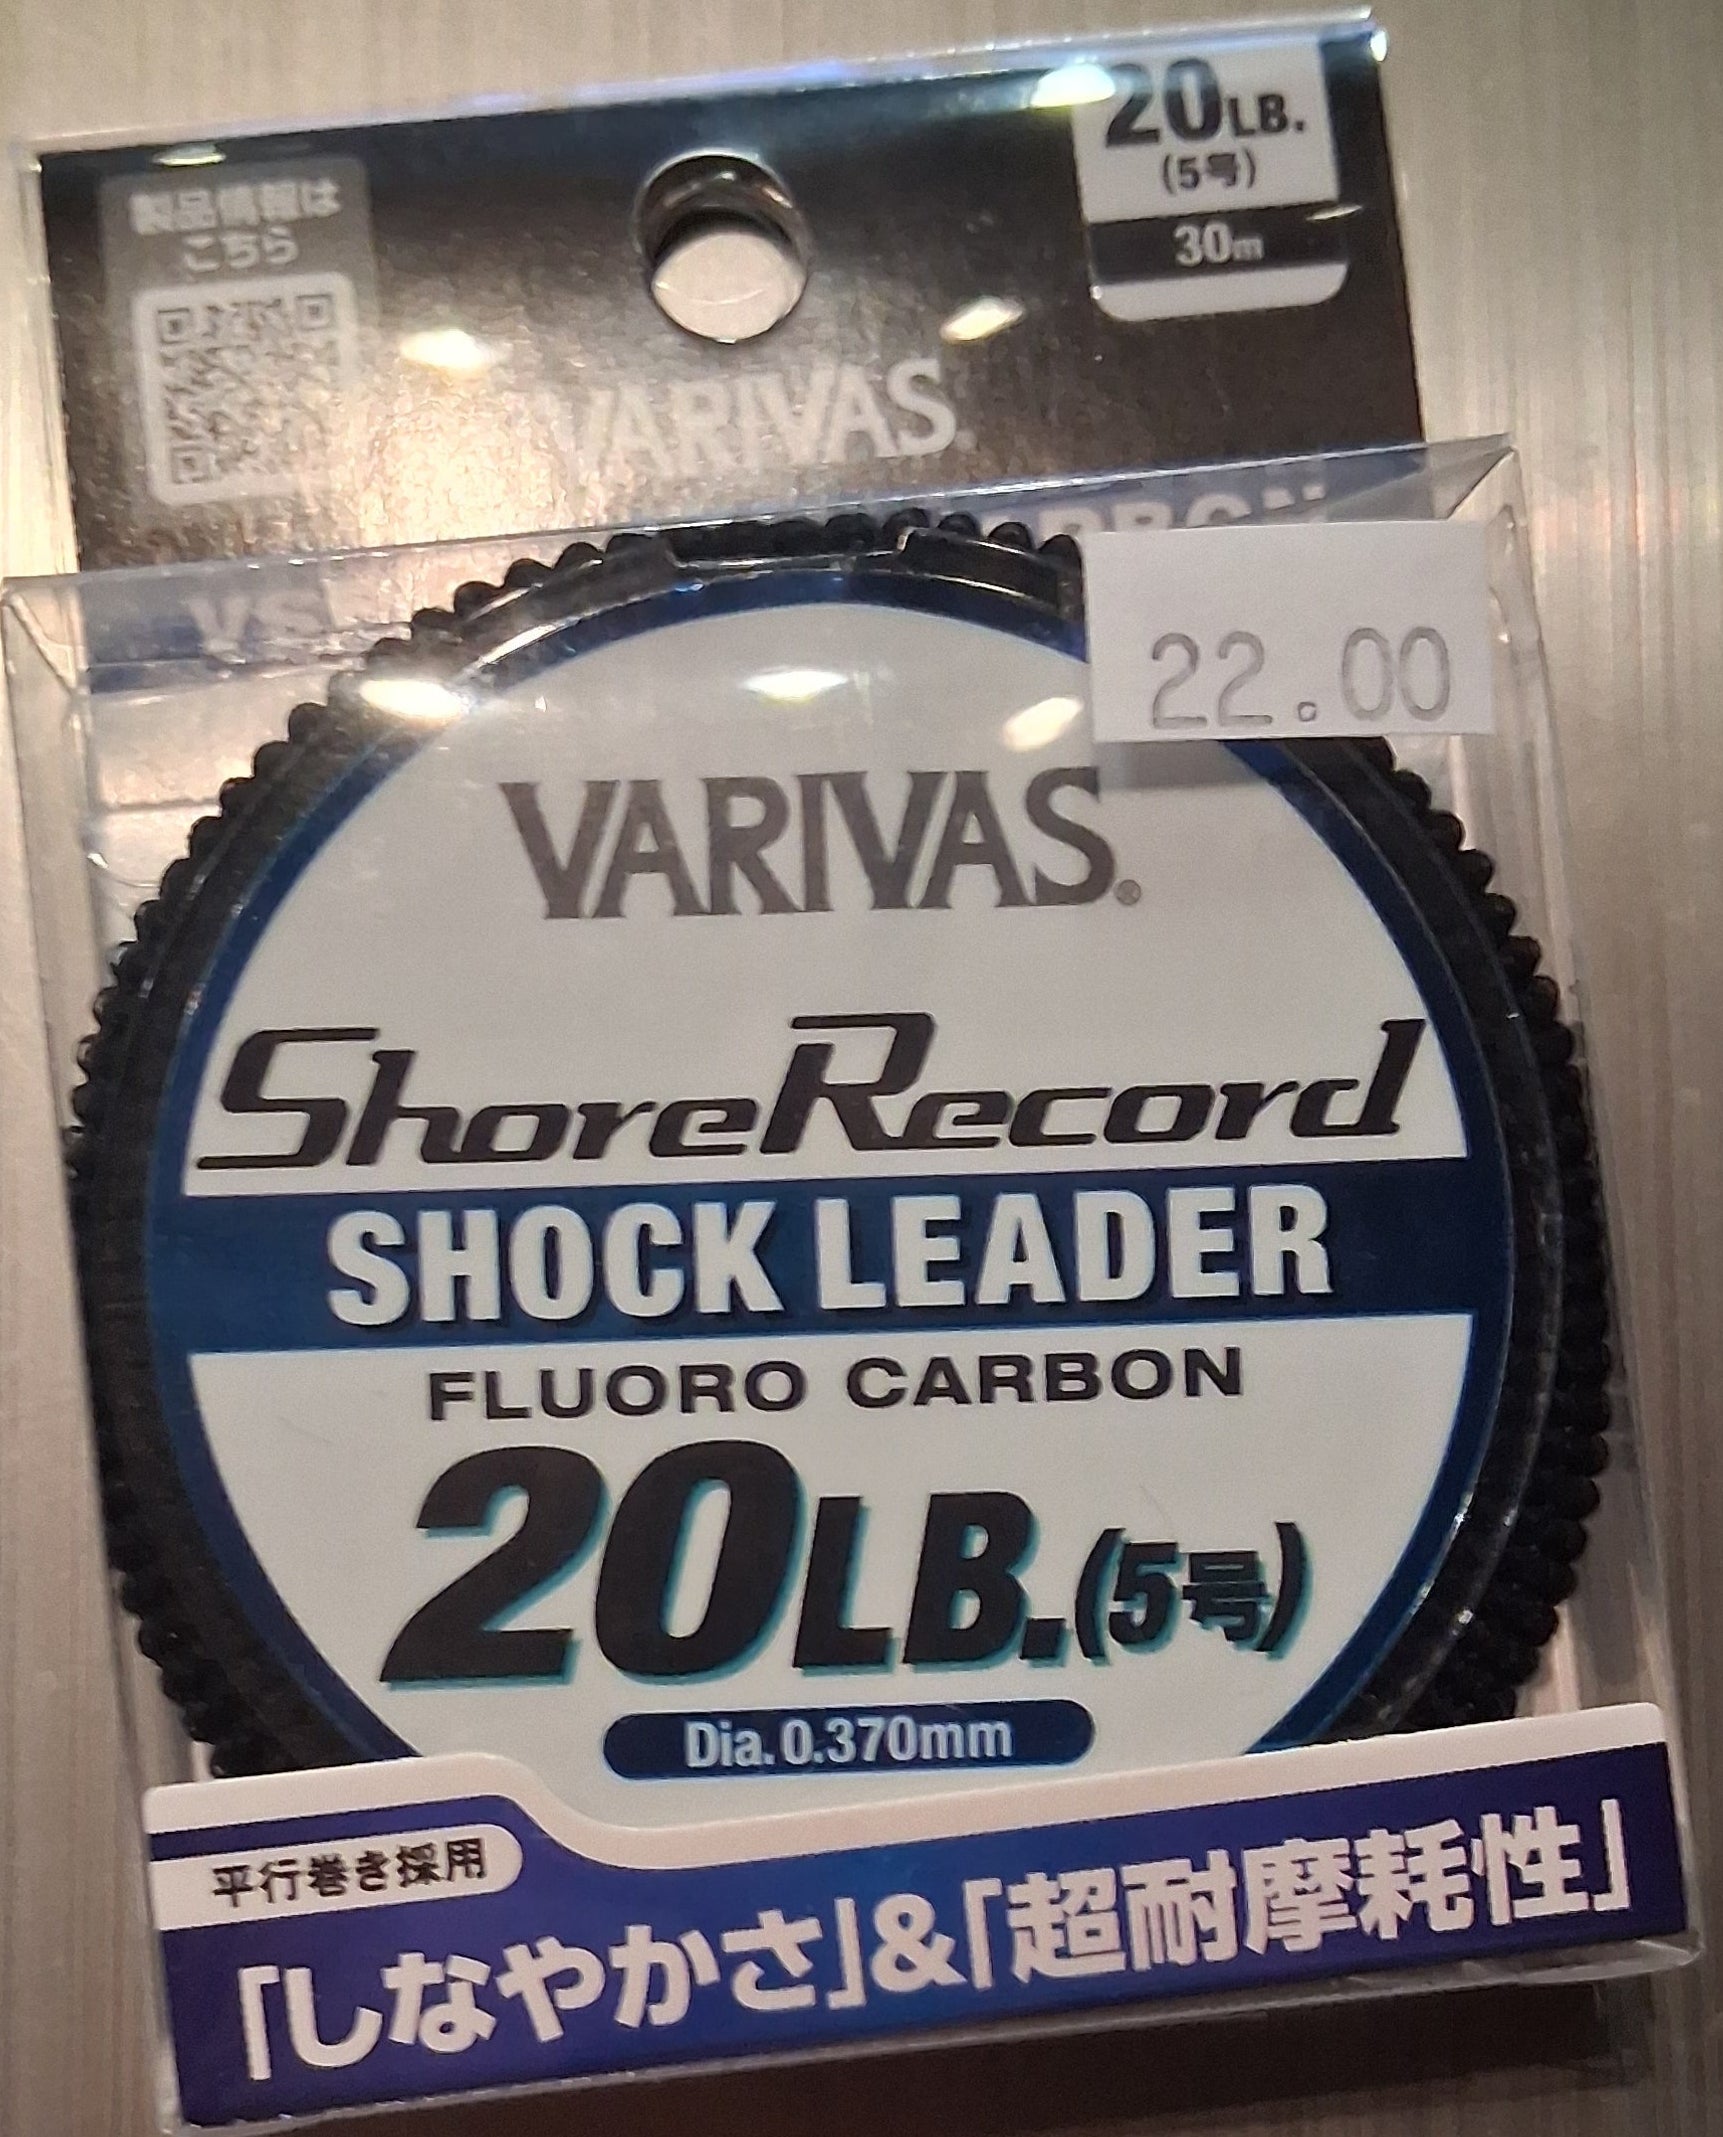 20LB.
(5号)
30m
製品情報は
こちら
VARIVAS
22.00
VARIVAS®
ShoreRecord
SHOCK LEADER
FLUORO CARBON
20LB.(5号)
Dia.0.370mm
平行巻き採用
「しなやかさ」&「超耐摩耗性」